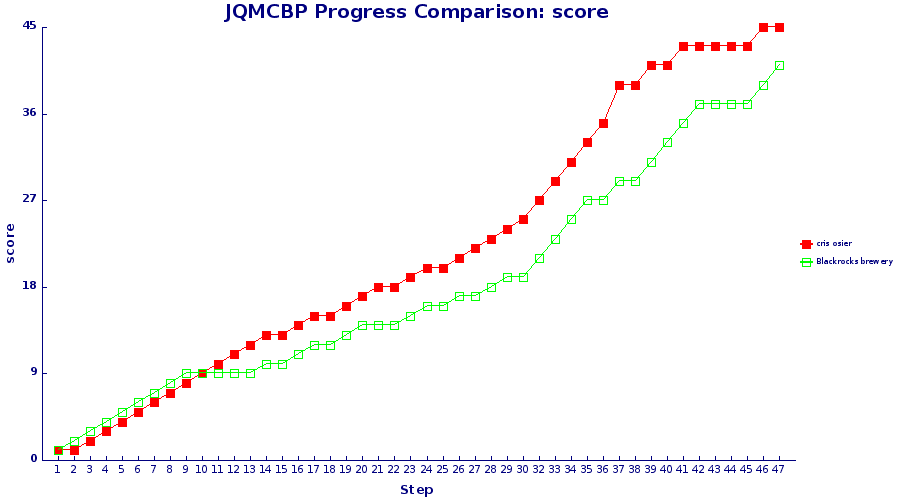 JQMCBP Progress Comparison: score
45
36
27
18
9
0
score
1 2 3 4 5 6 7 8 9 10 11 12 13 14 15 16 17 18 19 20 21 22 23 24 25 26 27 28 29 30 32 33 34 35 36 37 38 39 40 41 42 43 44 45 46 47
Step
cris osier
Blackrocks brewery